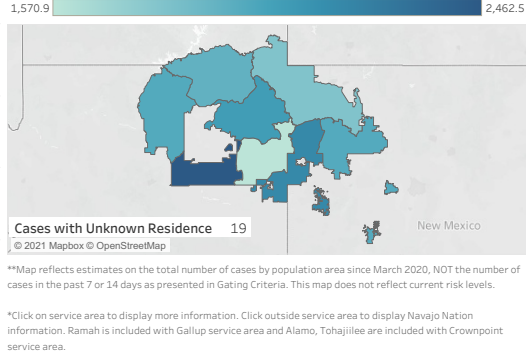 1,570.9 2,462.5
New Mexico
Cases with Unknown Residence 19
© 2021 Mapbox © OpenStreetMap
**Map reflects estimates on the total number of cases by population area since March 2020, NOT the number of
cases in the past 7 or 14 days as presented in Gating Criteria. This map does not reflect current risk levels.
*Click on service area to display more information. Click outside service area to display Navajo Nation
information. Ramah is included with Gallup service area and Alamo, Tohajiilee are included with Crownpoint
service area.